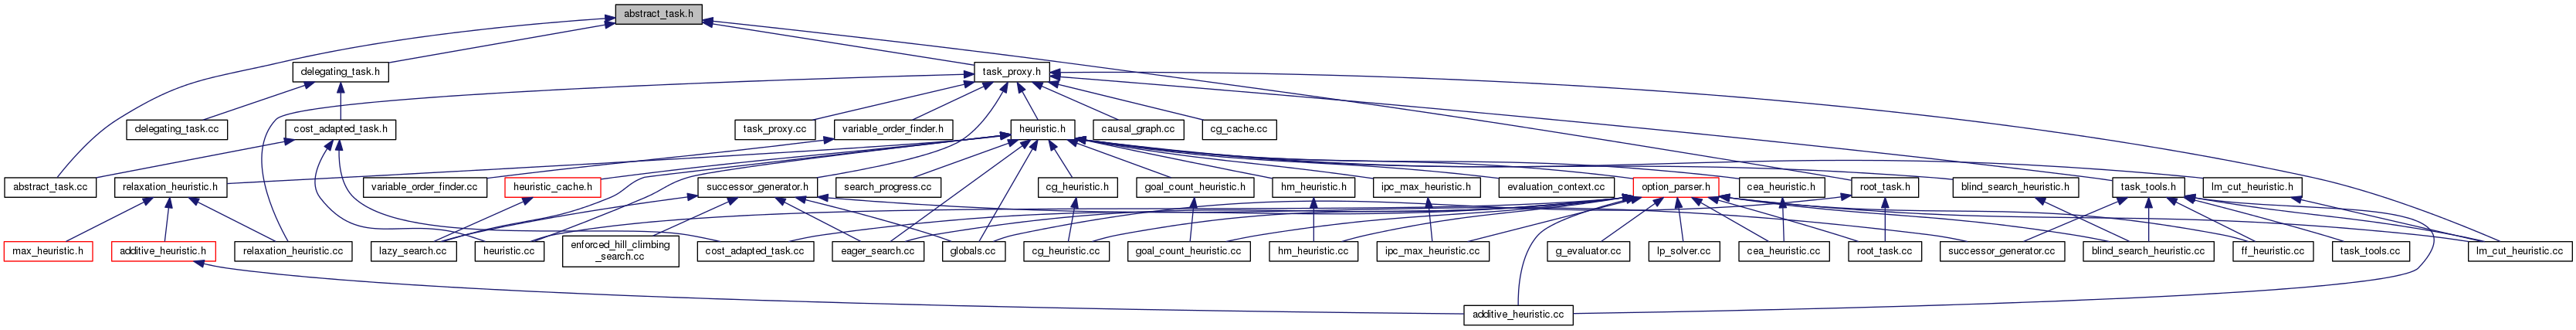 abstract_task.h
delegating_task.h
task_proxy.h
delegating_task.cc
cost_adapted_task.h
task_proxy.cc
variable_order_finder.h
heuristic.h
causal_graph.cc
cg_cache.cc
abstract_task.cc
relaxation_heuristic.h
variable_order_finder.cc
heuristic_cache.h
successor_generator.h
search_progress.cc
cg_heuristic.h
goal_count_heuristic.h
hm_heuristic.h
ipc_max_heuristic.h
evaluation_context.cc
option_parser.h
cea_heuristic.h
root_task.h
blind_search_heuristic.h
task_tools.h
lm_cut_heuristic.h
max_heuristic.h
additive_heuristic.h
relaxation_heuristic.cc
lazy_search.cc
heuristic.cc
enforced_hill_climbing
_search.cc
cost_adapted_task.cc
eager_search.cc
globals.cc
cg_heuristic.cc
goal_count_heuristic.cc
hm_heuristic.cc
ipc_max_heuristic.cc
g_evaluator.cc
lp_solver.cc
cea_heuristic.cc
root_task.cc
successor_generator.cc
blind_search_heuristic.cc
ff_heuristic.cc
task_tools.cc
lm_cut_heuristic.cc
additive_heuristic.cc